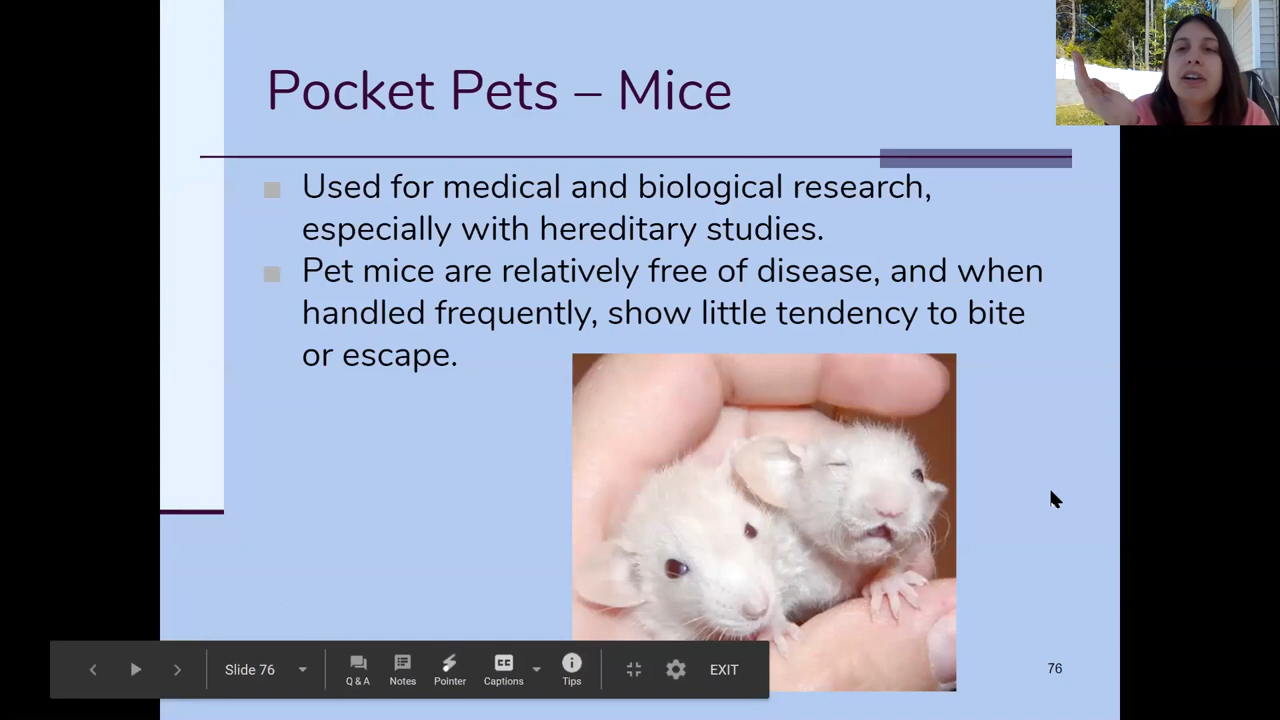 Pocket Pets – Mice
Used for medical and biological research,
especially with hereditary studies.
Pet mice are relatively free of disease, and when
handled frequently, show little tendency to bite
or escape.
Slide 76
Q & A
Notes
Pointer
CC
Captions
Tips
EXIT
76